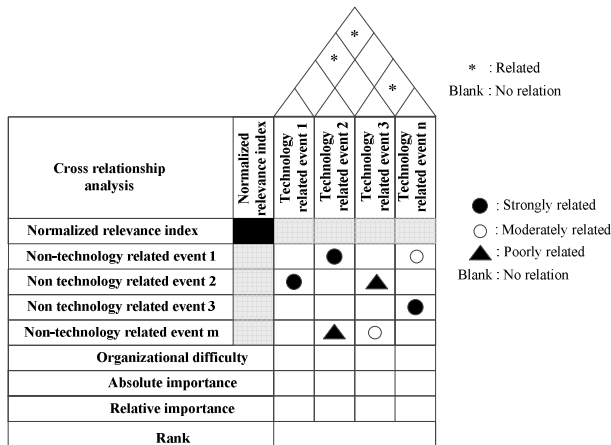 * : Related
Blank : No relation
Cross relationship
analysis
Normalized
relevance index
Technology
related event 1
Technology
related event 2
Technology
related event 3
Technology
related event n
Normalized relevance index
Non-technology related event 1
Non technology related event 2
Non technology related event 3
Non-technology related event m
Organizational difficulty
Absolute importance
Relative importance
Rank
: Strongly related
: Moderately related
: Poorly related
Blank : No relation